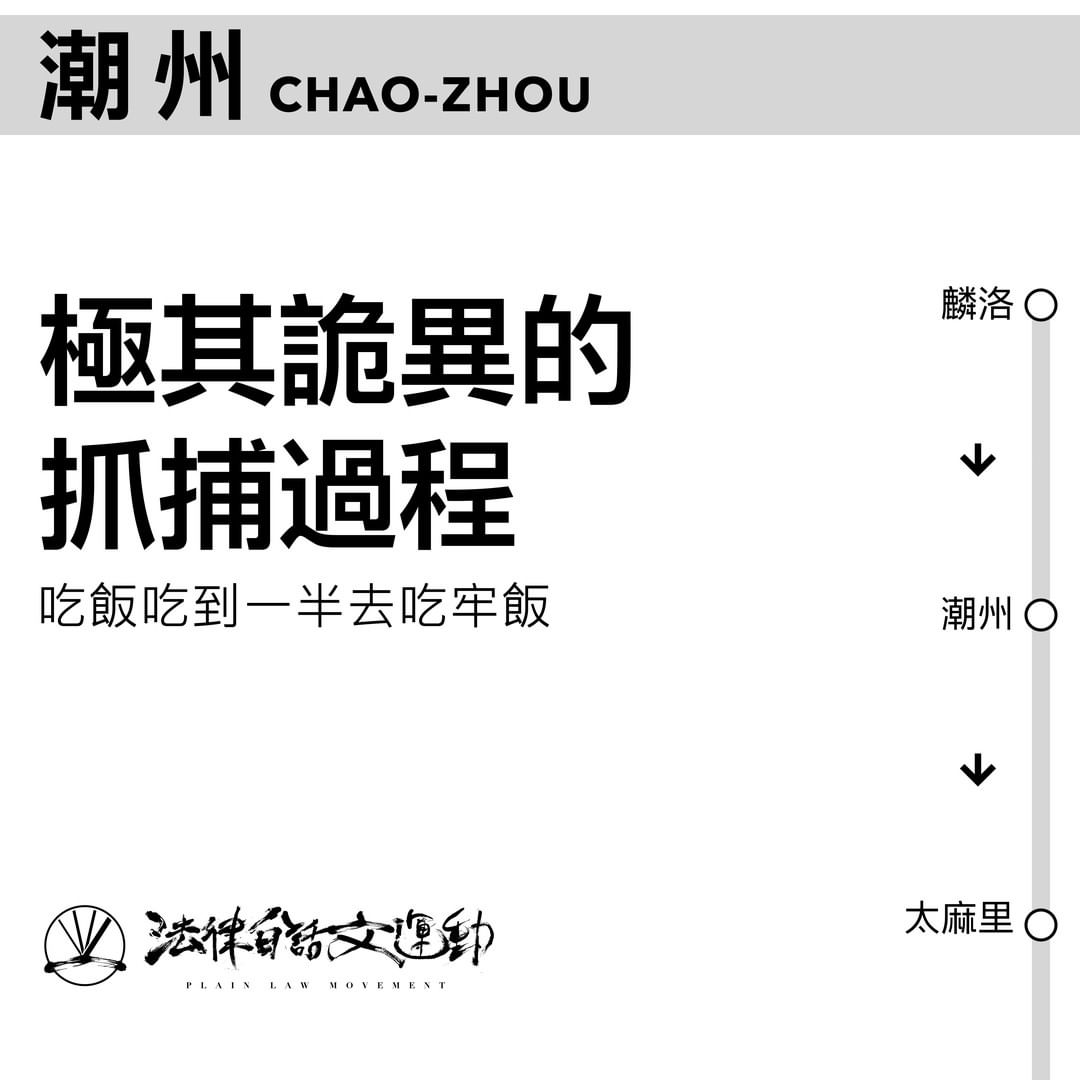 潮州 CHAO-ZHOU
極其詭異的
抓捕過程
吃飯吃到一半去吃牢飯
麟洛
↓
潮州
↓
太麻里
法律白話文運動
PLAIN LAW MOVEMENT